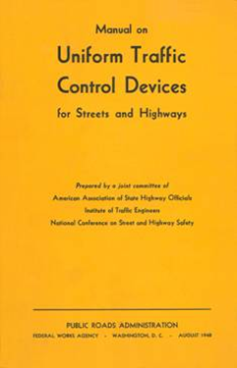 Manual on
Uniform Traffic
Control Devices
for Streets and Highways
Prepared by a joint committee of
American Association of State Highway Officials
Institute of Traffic Engineers
National Conference on Street and Highway Safety
PUBLIC ROADS ADMINISTRATION
FEDERAL WORKS AGENCY - WASHINGTON, D. C. - AUGUST 1948